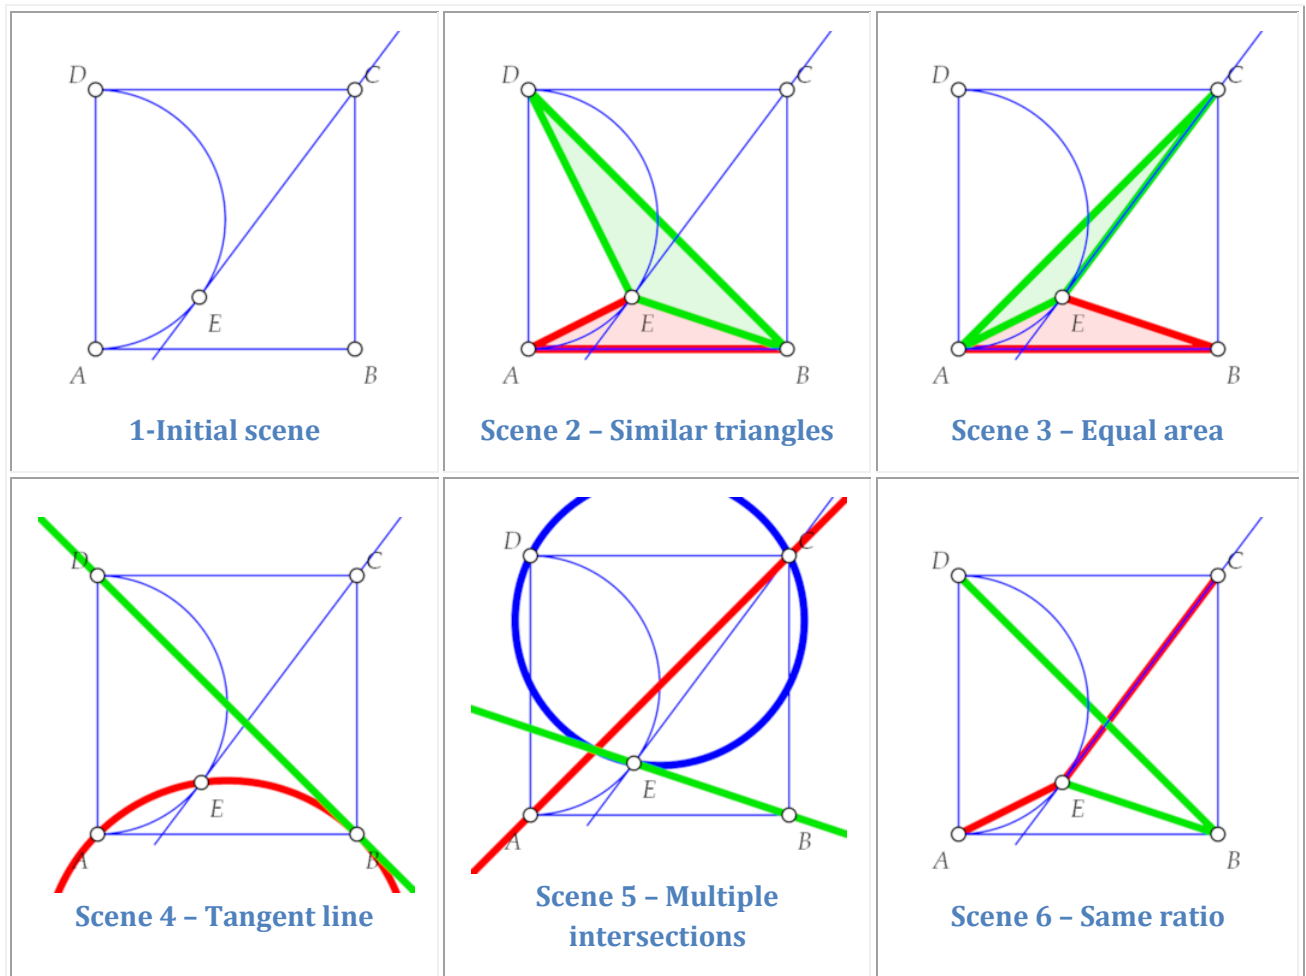 D
C
E
A
B
1-Initial scene
D
C
E
A
B
Scene 2 – Similar triangles
D
C
E
A
B
Scene 3 – Equal area
D
C
E
A
B
Scene 4 – Tangent line
D
C
E
A
B
Scene 5 – Multiple
intersections
D
C
E
A
B
Scene 6 – Same ratio